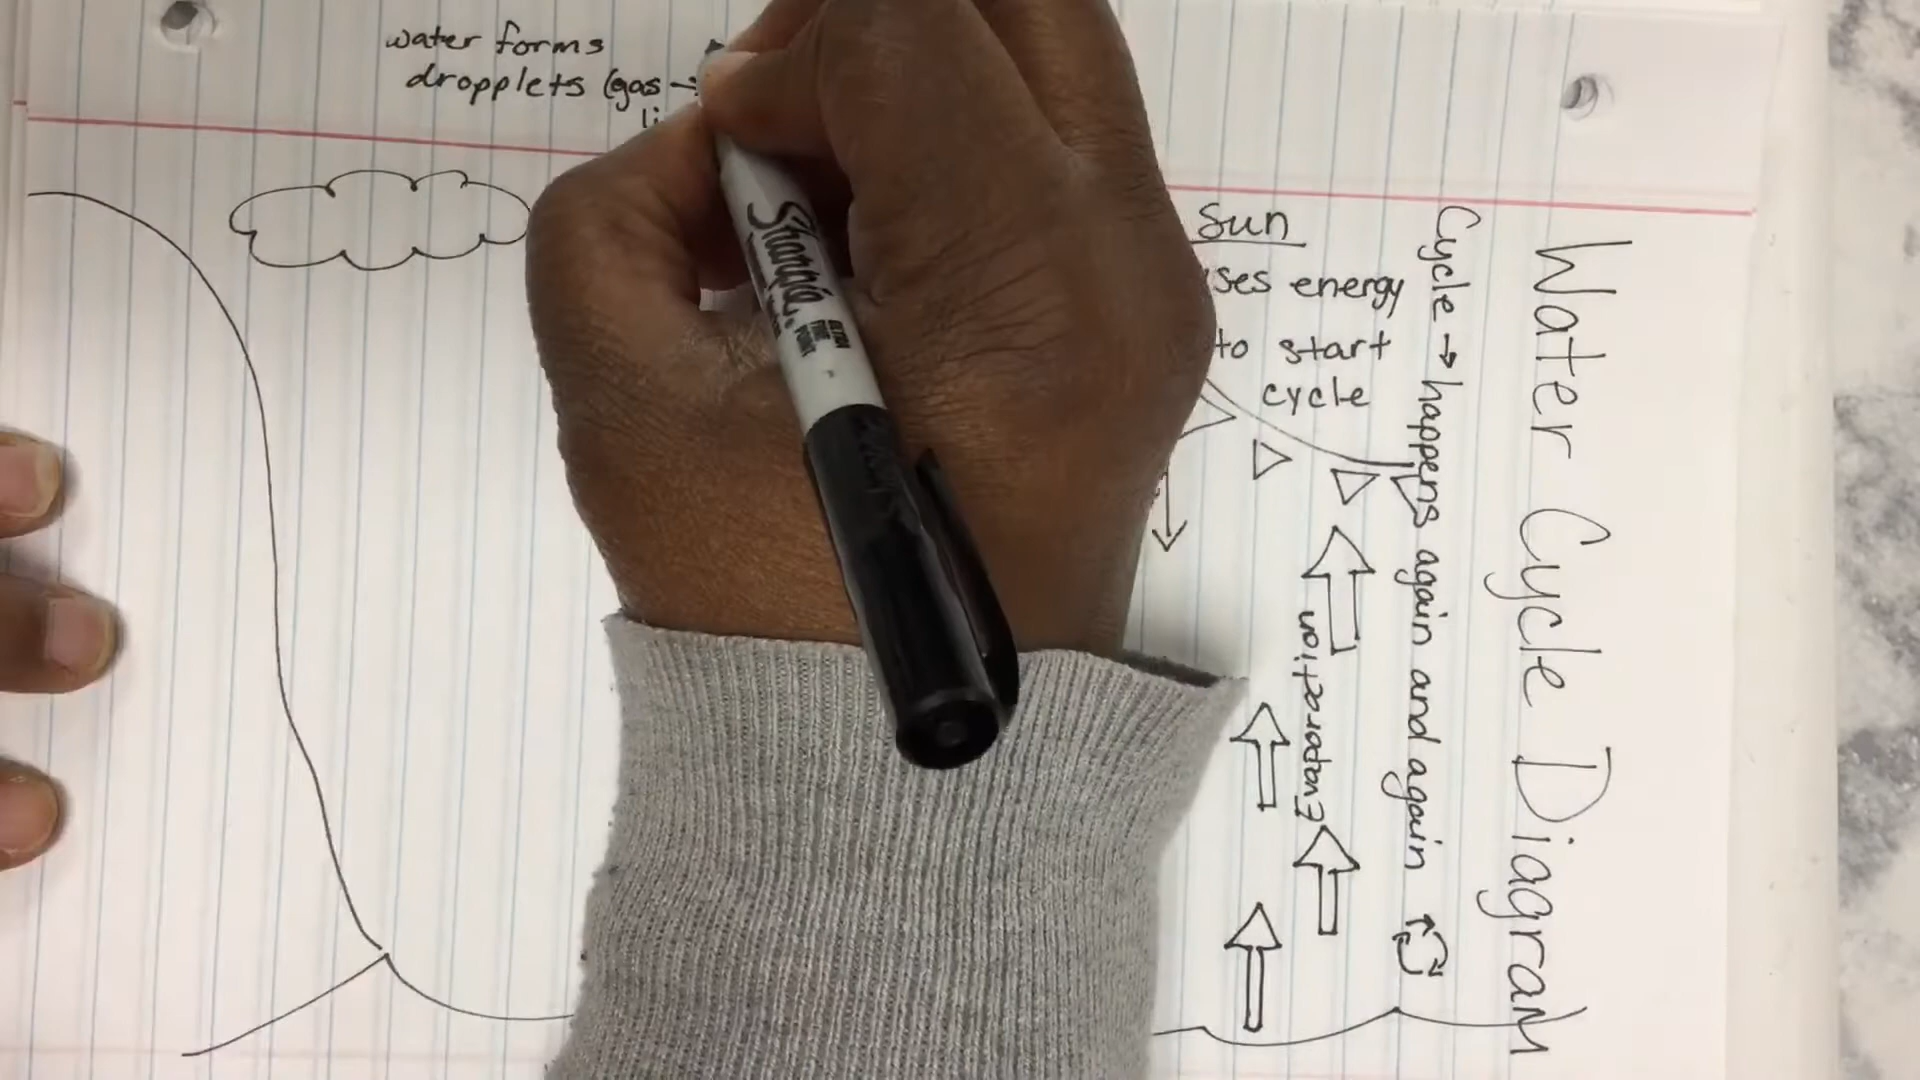 Water Cycle Diagram
Cycle → happens again and again
water forms
dropplets (gas →
Sun
energy
to start
cycle
Evaporation
Sharpie